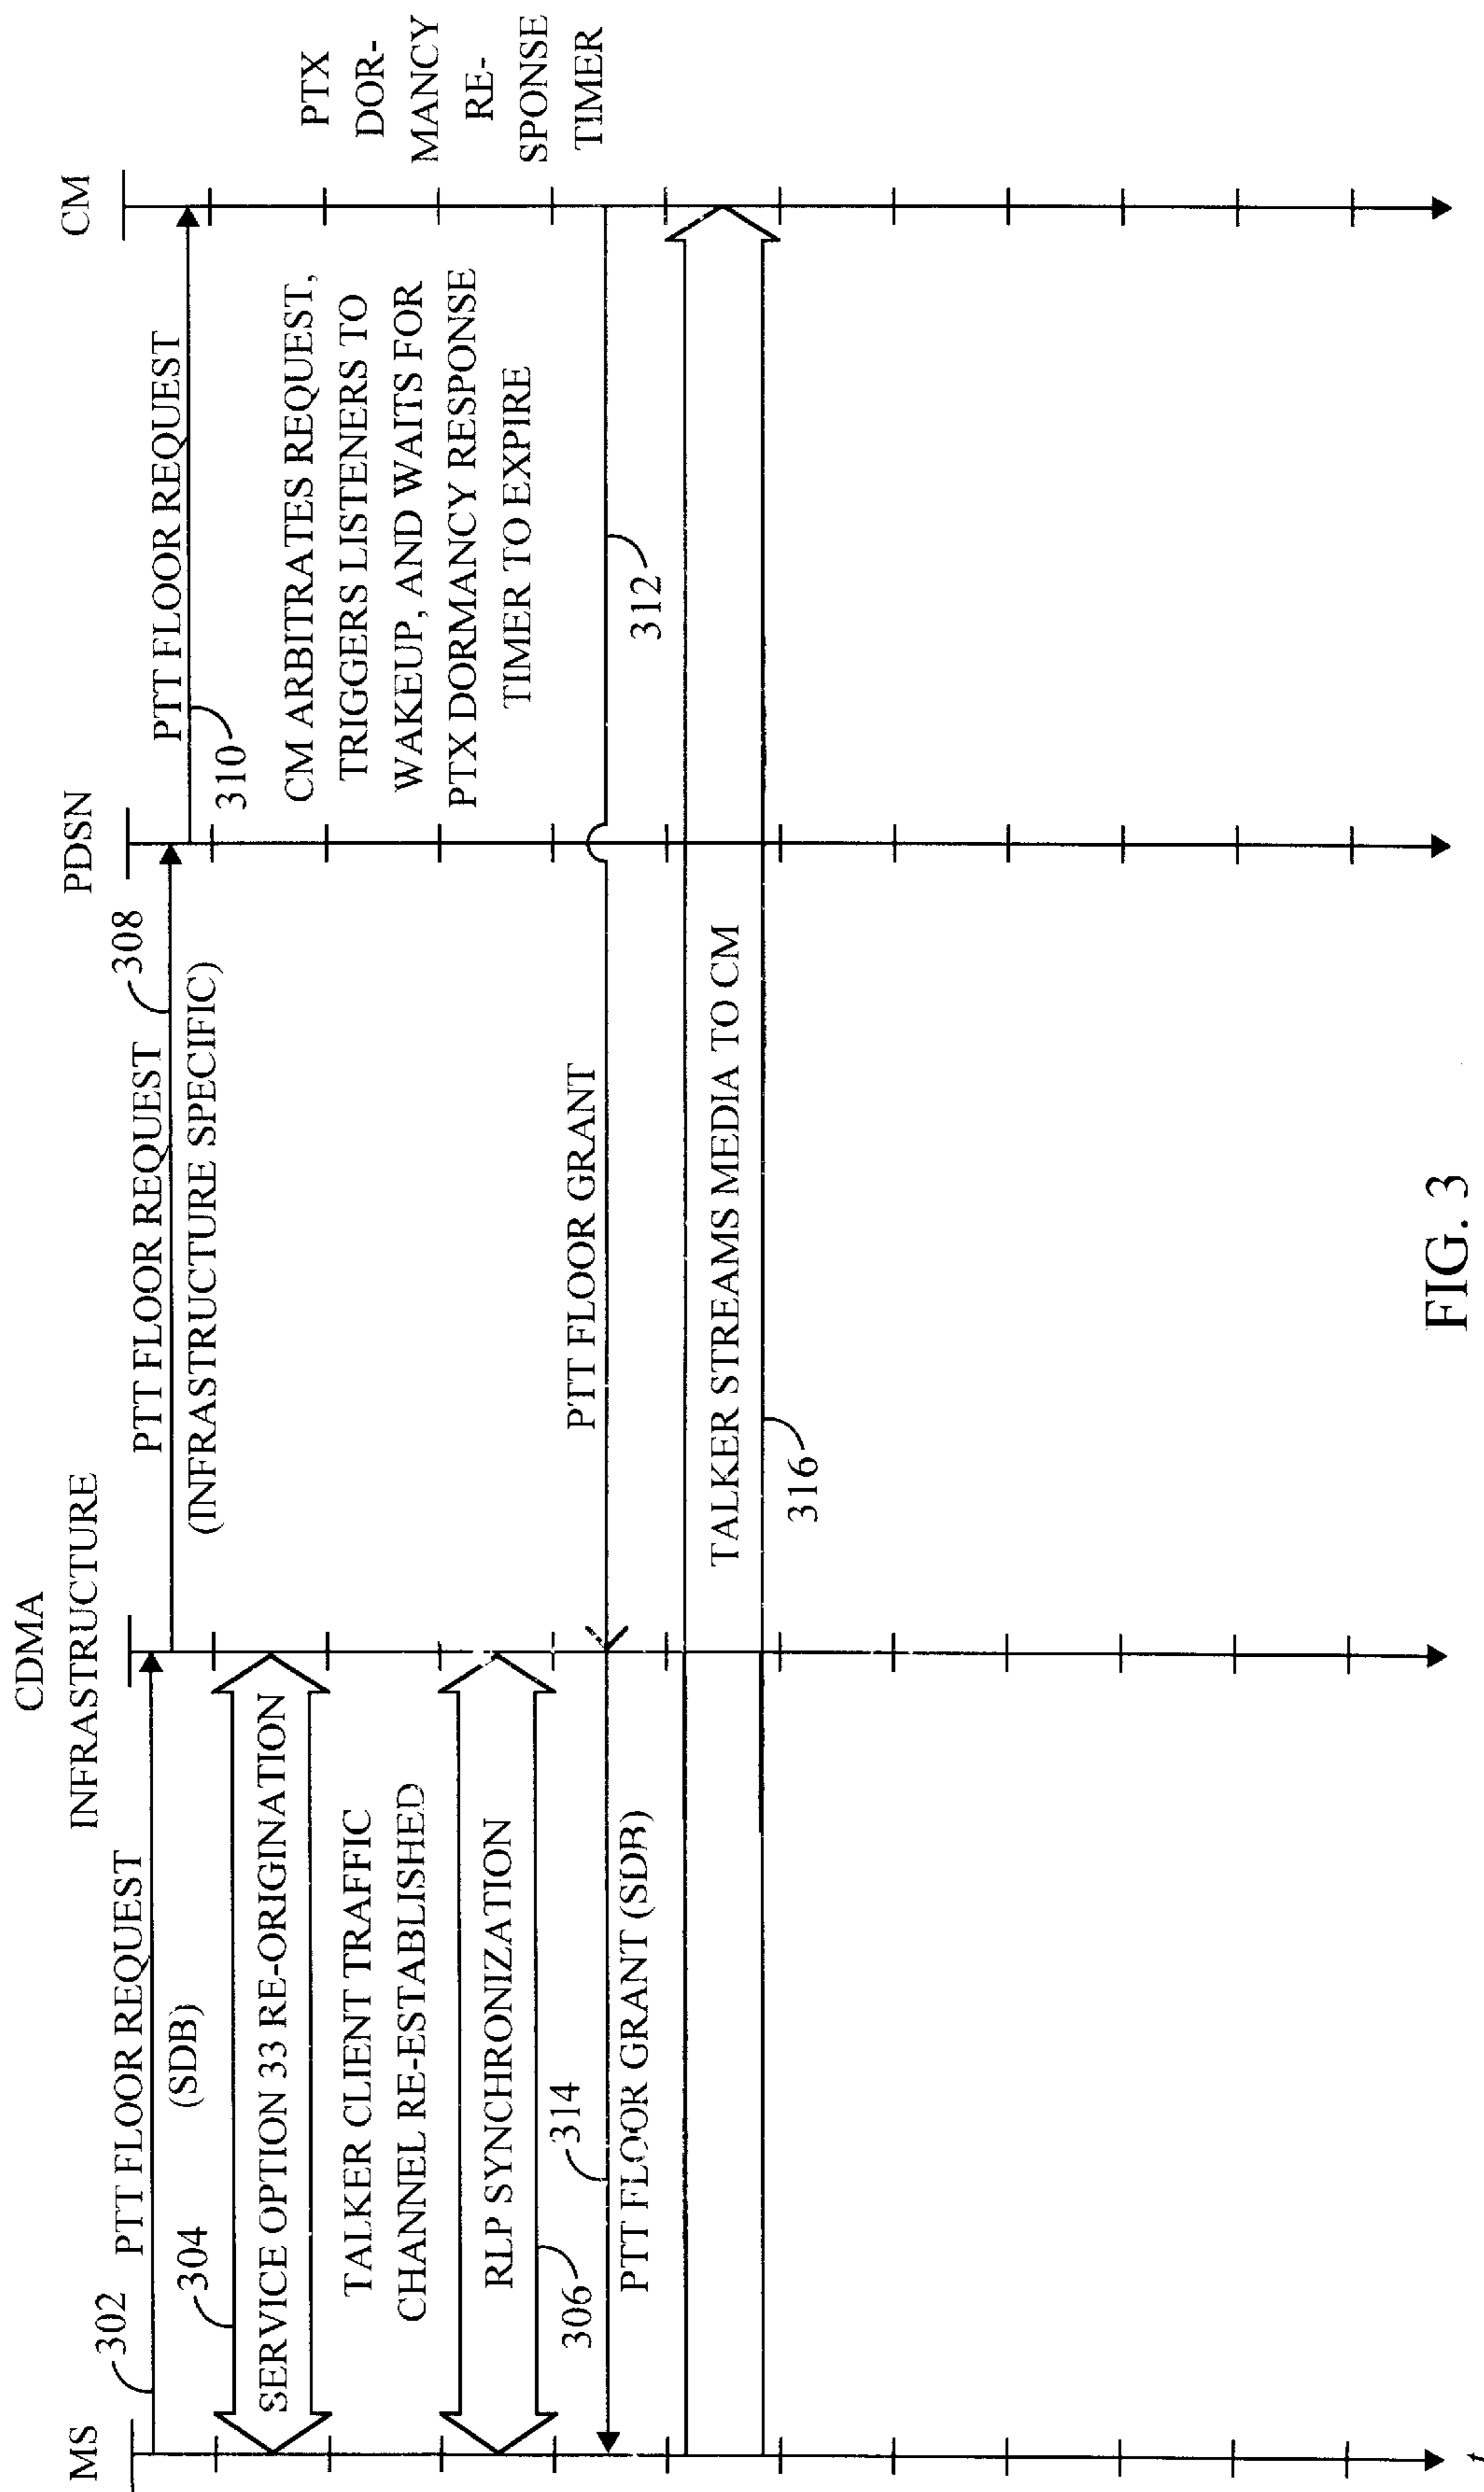 MS
CDMA
INFRASTRUCTURE
PDSN
CM
302
PTT FLOOR REQUEST
(SDB)
308
PTT FLOOR REQUEST
(INFRASTRUCTURE SPECIFIC)
PTT FLOOR REQUEST
310
304
SERVICE OPTION 33 RE-ORIGINATION
TALKER CLIENT TRAFFIC
CHANNEL RE-ESTABLISHED
RLP SYNCHRONIZATION
306
CM ARBITRATES REQUEST,
TRIGGERS LISTENERS TO
WAKEUP, AND WAITS FOR
PTX DORMANCY RESPONSE
TIMER TO EXPIRE
PTX
DOR-
MANCY
RE-
SPONSE
TIMER
PTT FLOOR GRANT
312
314
PTT FLOOR GRANT (SDB)
TALKER STREAMS MEDIA TO CM
316
t
FIG. 3